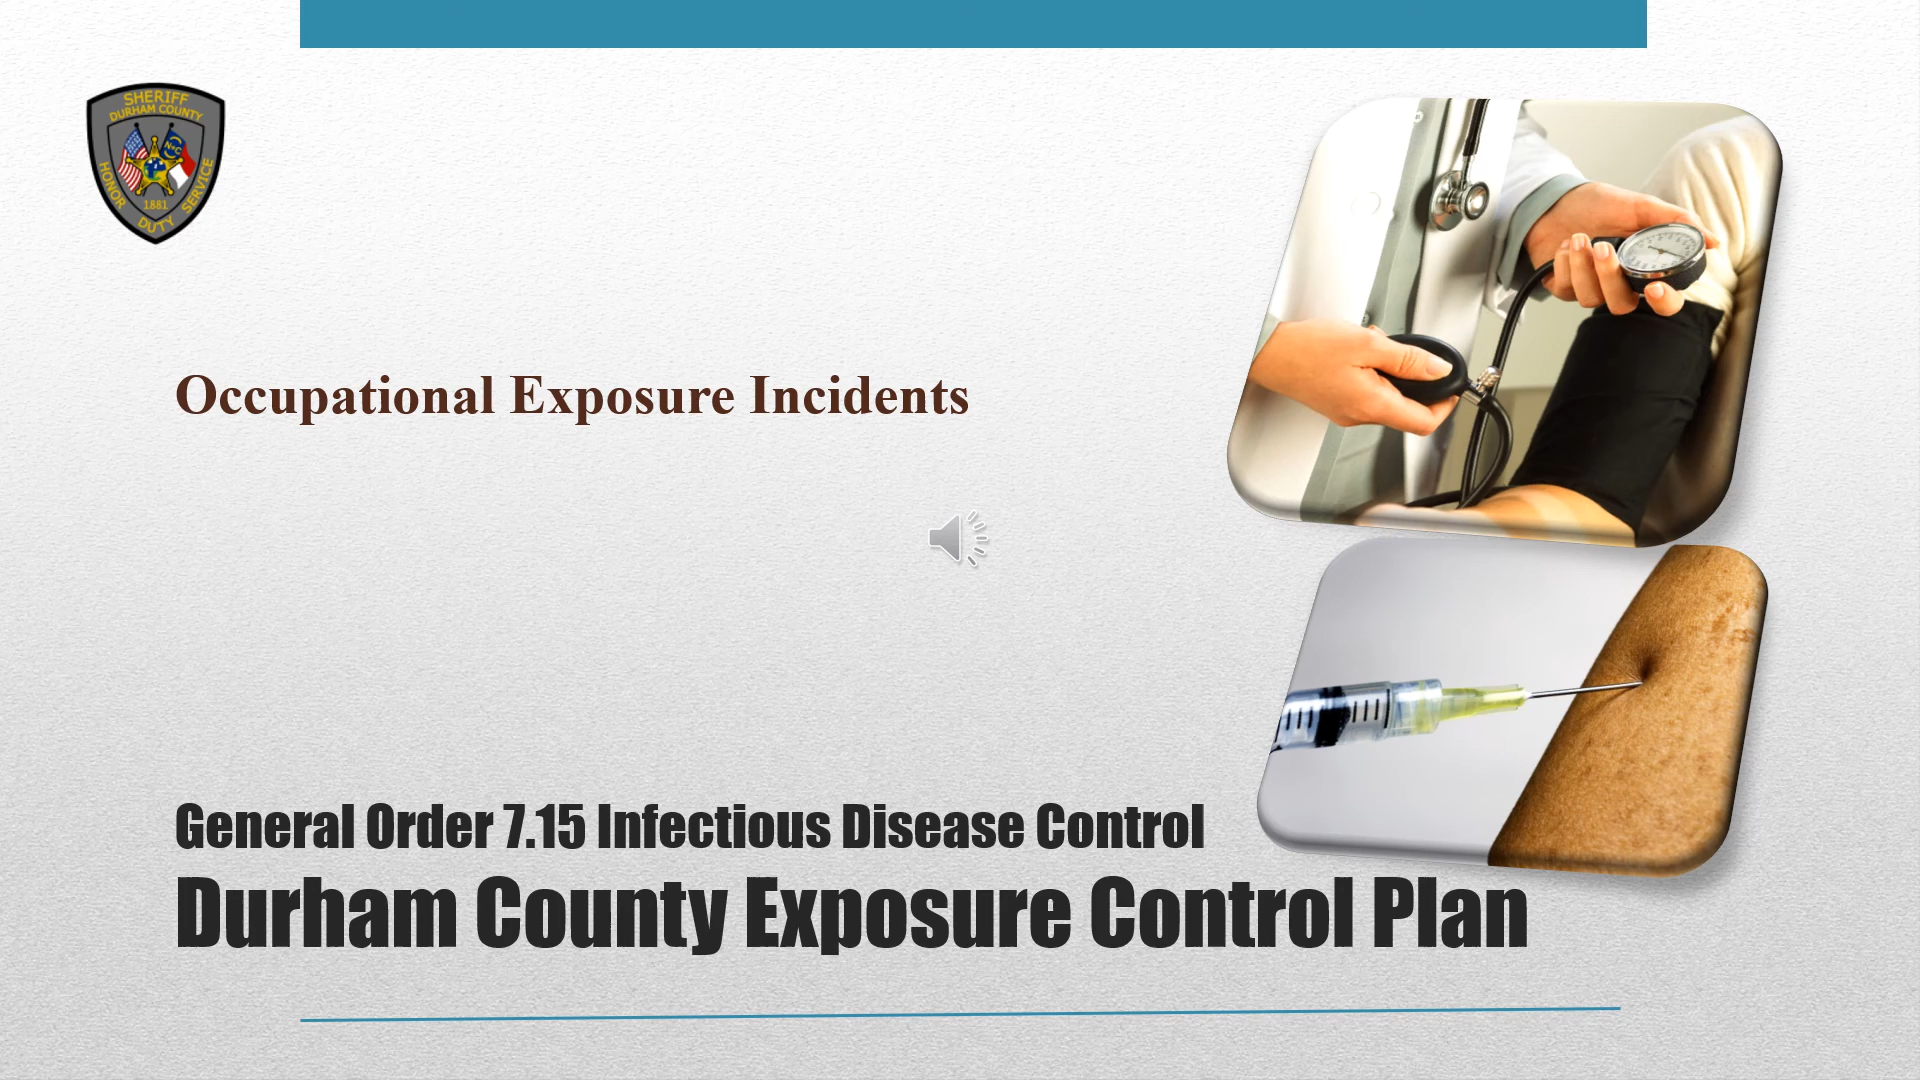 SHERIFF
DURHAM COUNTY
N C
HONOR
DUTY
SERVICE
1881
Occupational Exposure Incidents
General Order 7.15 Infectious Disease Control
Durham County Exposure Control Plan